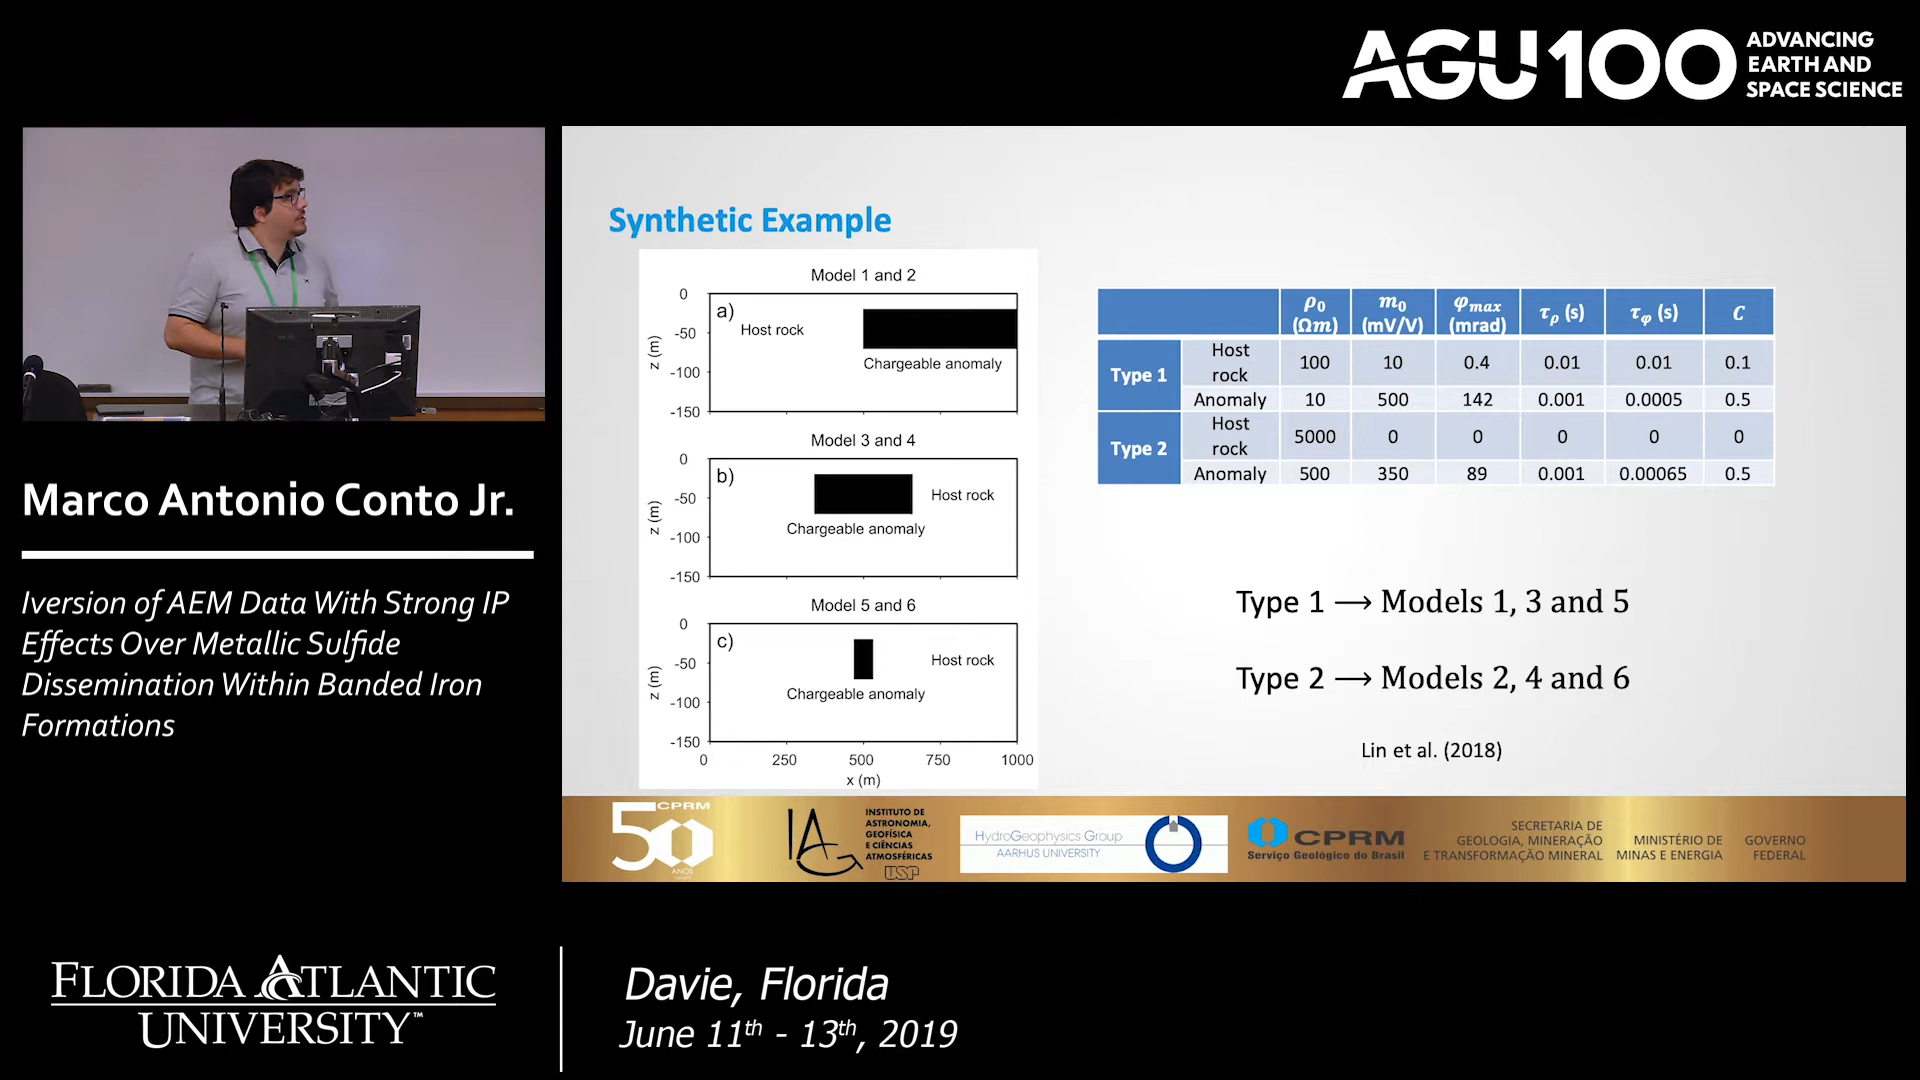 AGU100 ADVANCING
EARTH AND
SPACE SCIENCE
Marco Antonio Conto Jr.
Iversion of AEM Data With Strong IP
Effects Over Metallic Sulfide
Dissemination Within Banded Iron
Formations
Synthetic Example
Model 1 and 2
a)
Host rock
Chargeable anomaly
0
-50
-100
-150
z (m)
Model 3 and 4
b)
Host rock
Chargeable anomaly
0
-50
-100
-150
z (m)
Model 5 and 6
c)
Host rock
Chargeable anomaly
0
-50
-100
-150
z (m)
0 250 500 750 1000
x (m)
ρ0 (Ωm) m0 (mV/V) φmax (mrad) τρ (s) τφ (s) C
Type 1 Host rock 100 10 0.4 0.01 0.01 0.1
Anomaly 10 500 142 0.001 0.0005 0.5
Type 2 Host rock 5000 0 0 0 0 0
Anomaly 500 350 89 0.001 0.00065 0.5
Type 1 → Models 1, 3 and 5
Type 2 → Models 2, 4 and 6
Lin et al. (2018)
CPRM
50
ANOS
IAG
INSTITUTO DE
ASTRONOMIA,
GEOFÍSICA
E CIÊNCIAS
ATMOSFÉRICAS
USP
HydroGeophysics Group
AARHUS UNIVERSITY
CPRM
Serviço Geológico do Brasil
SECRETARIA DE
GEOLOGIA, MINERAÇÃO
E TRANSFORMAÇÃO MINERAL
MINISTÉRIO DE
MINAS E ENERGIA
GOVERNO
FEDERAL
FLORIDA ATLANTIC
UNIVERSITY™
Davie, Florida
June 11th - 13th, 2019